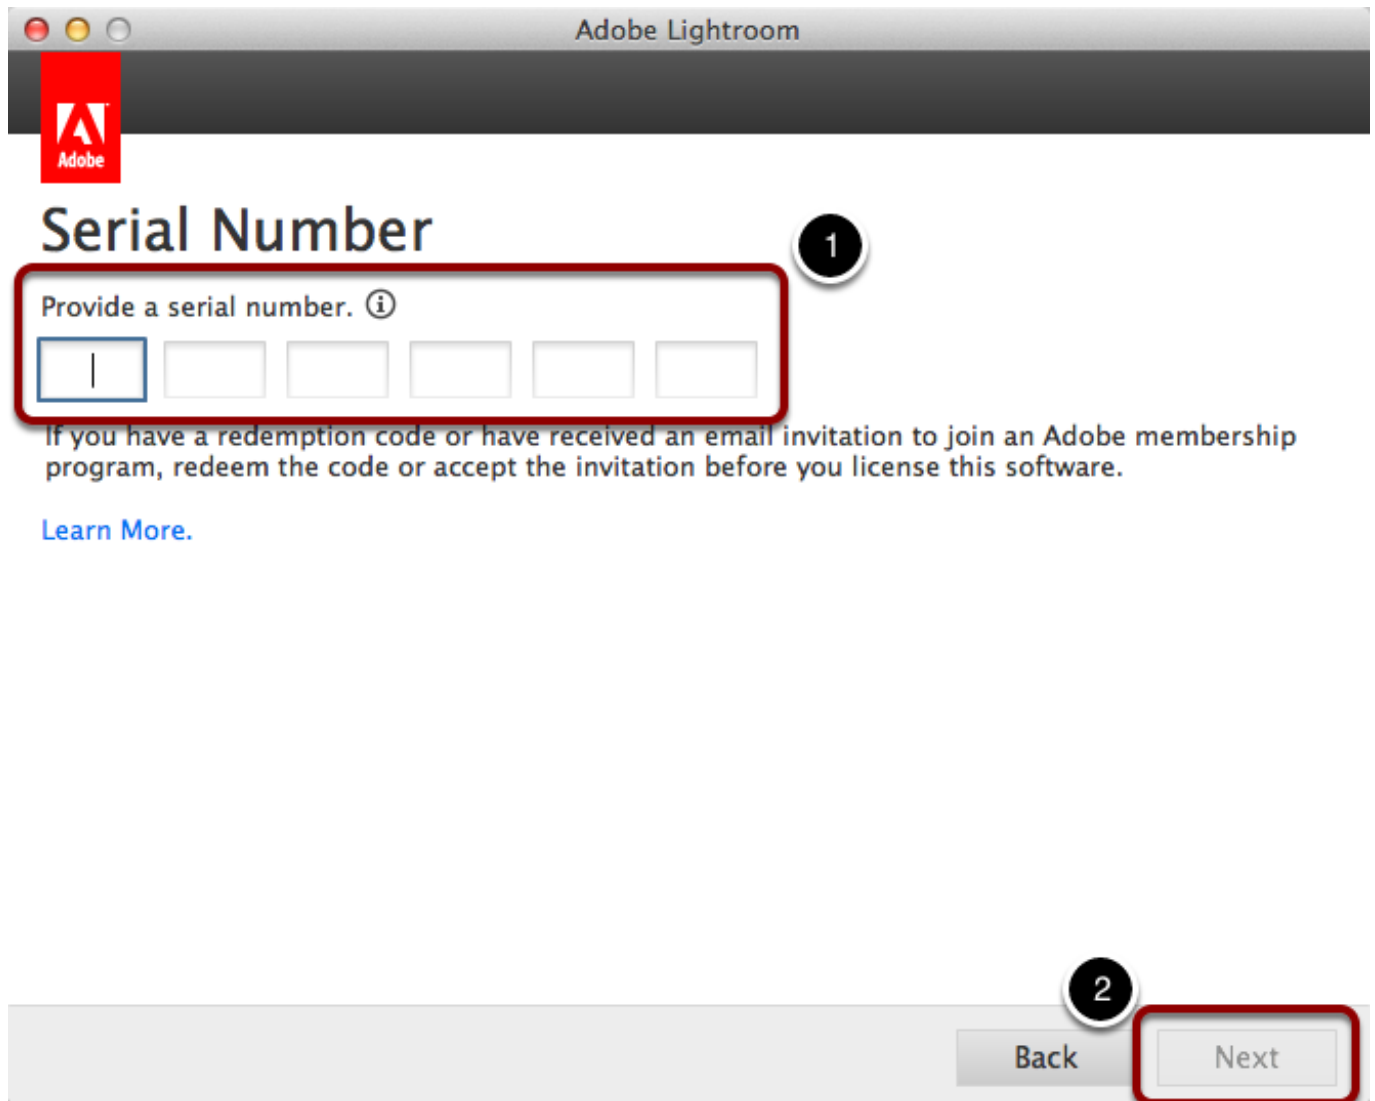 Adobe Lightroom
Adobe
Serial Number
1
Provide a serial number.
If you have a redemption code or have received an email invitation to join an Adobe membership
program, redeem the code or accept the invitation before you license this software.
Learn More.
2
Back
Next